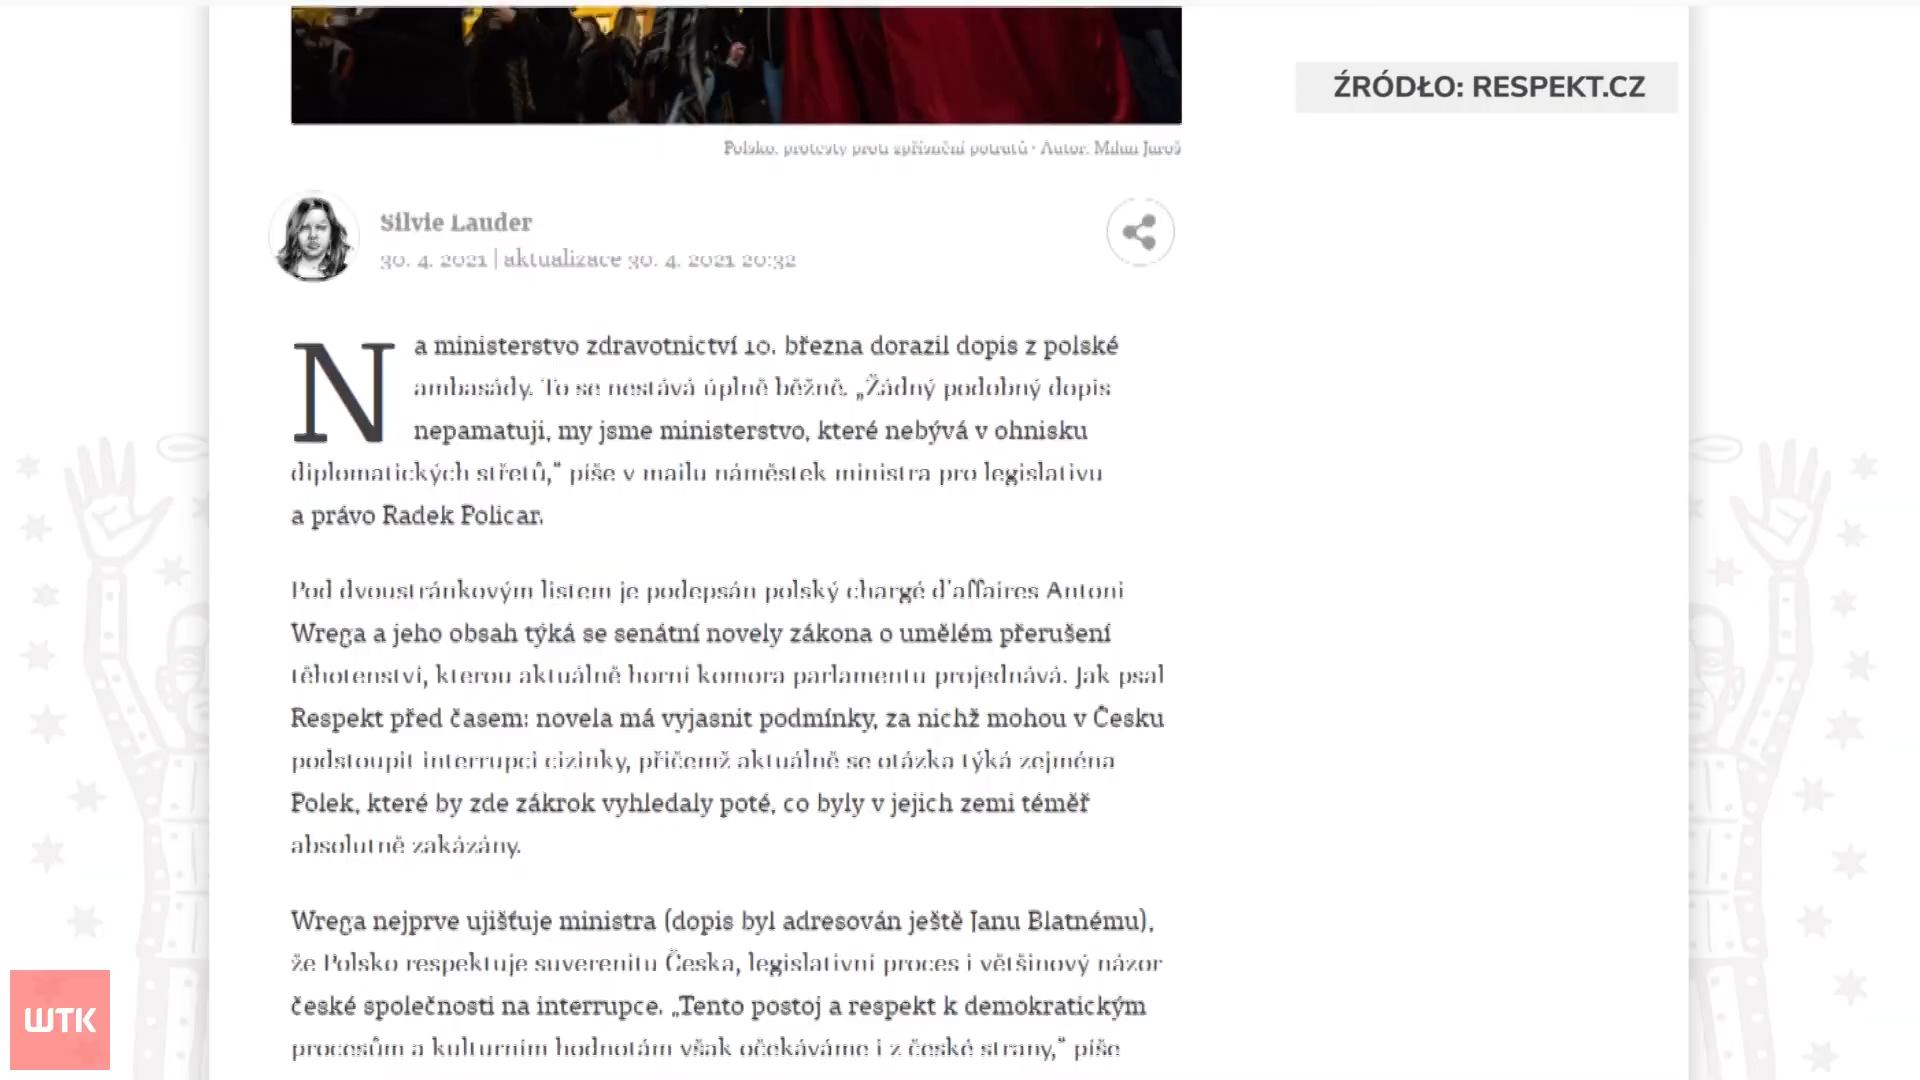 ŹRÓDŁO: RESPEKT.CZ
Polsko, protesty proti zpřísnění potratů · Autor: Milan Jaroš
Silvie Lauder
30. 4. 2021 | aktualizace 30. 4. 2021 20:32
Na ministerstvo zdravotnictví 10. března dorazil dopis z polské
ambasády. To se nestává úplně běžně. „Žádný podobný dopis
nepamatuji, my jsme ministerstvo, které nebývá v ohnisku
diplomatických střetů,“ píše v mailu náměstek ministra pro legislativu
a právo Radek Policar.
Pod dvoustránkovým listem je podepsán polský chargé d'affaires Antoni
Wręga a jeho obsah týká se senátní novely zákona o umělém přerušení
těhotenství, kterou aktuálně horní komora parlamentu projednává. Jak psal
Respekt před časem: novela má vyjasnit podmínky, za nichž mohou v Česku
podstoupit interrupci cizinky, přičemž aktuálně se otázka týká zejména
Polek, které by zde zákrok vyhledaly poté, co byly v jejich zemi téměř
absolutně zakázány.
Wręga nejprve ujišťuje ministra (dopis byl adresován ještě Janu Blatnému),
že Polsko respektuje suverenitu Česka, legislativní proces i většinový názor
české společnosti na interrupce. „Tento postoj a respekt k demokratickým
procesům a kulturním hodnotám však očekáváme i z české strany,“ píše
WTK